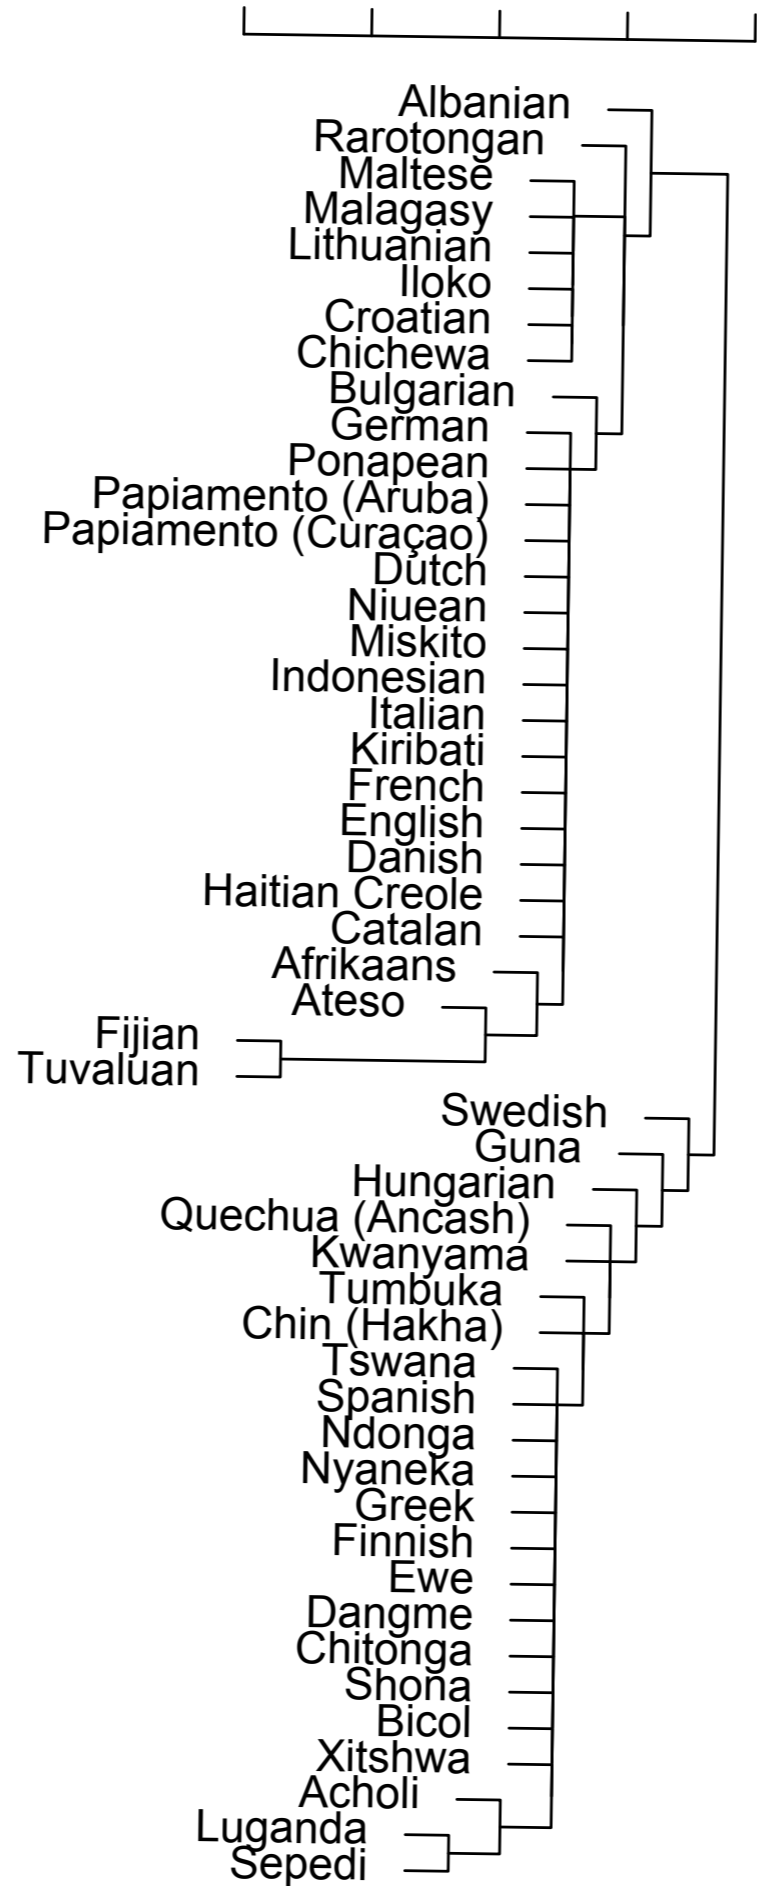 Albanian
Rarotongan
Maltese
Malagasy
Lithuanian
Iloko
Croatian
Chichewa
Bulgarian
German
Ponapean
Papiamento (Aruba)
Papiamento (Curaçao)
Dutch
Niuean
Miskito
Indonesian
Italian
Kiribati
French
English
Danish
Haitian Creole
Catalan
Afrikaans
Ateso
Fijian
Tuvaluan
Swedish
Guna
Hungarian
Quechua (Ancash)
Kwanyama
Tumbuka
Chin (Hakha)
Tswana
Spanish
Ndonga
Nyaneka
Greek
Finnish
Ewe
Dangme
Chitonga
Shona
Bicol
Xitshwa
Acholi
Luganda
Sepedi